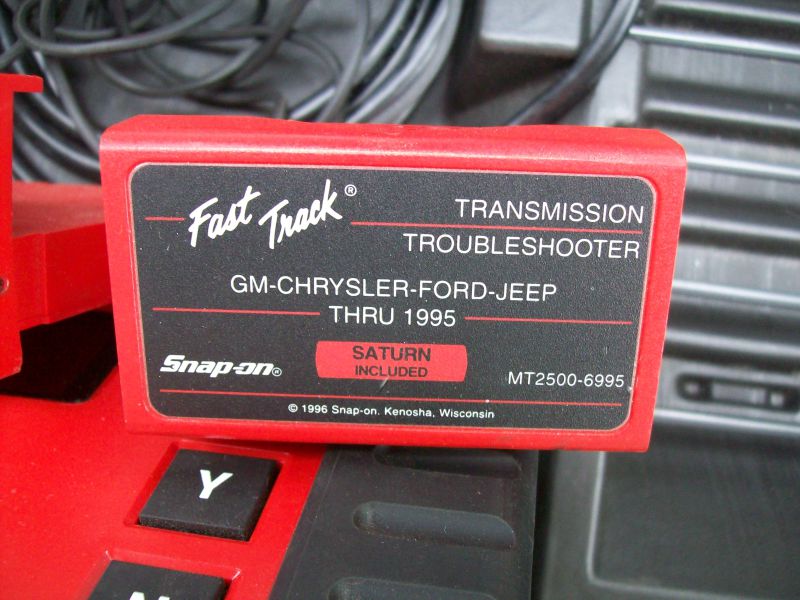 Fast Track®
TRANSMISSION
TROUBLESHOOTER
GM-CHRYSLER-FORD-JEEP
THRU 1995
Snap-on®
SATURN
INCLUDED
MT2500-6995
© 1996 Snap-on. Kenosha, Wisconsin
Y
N